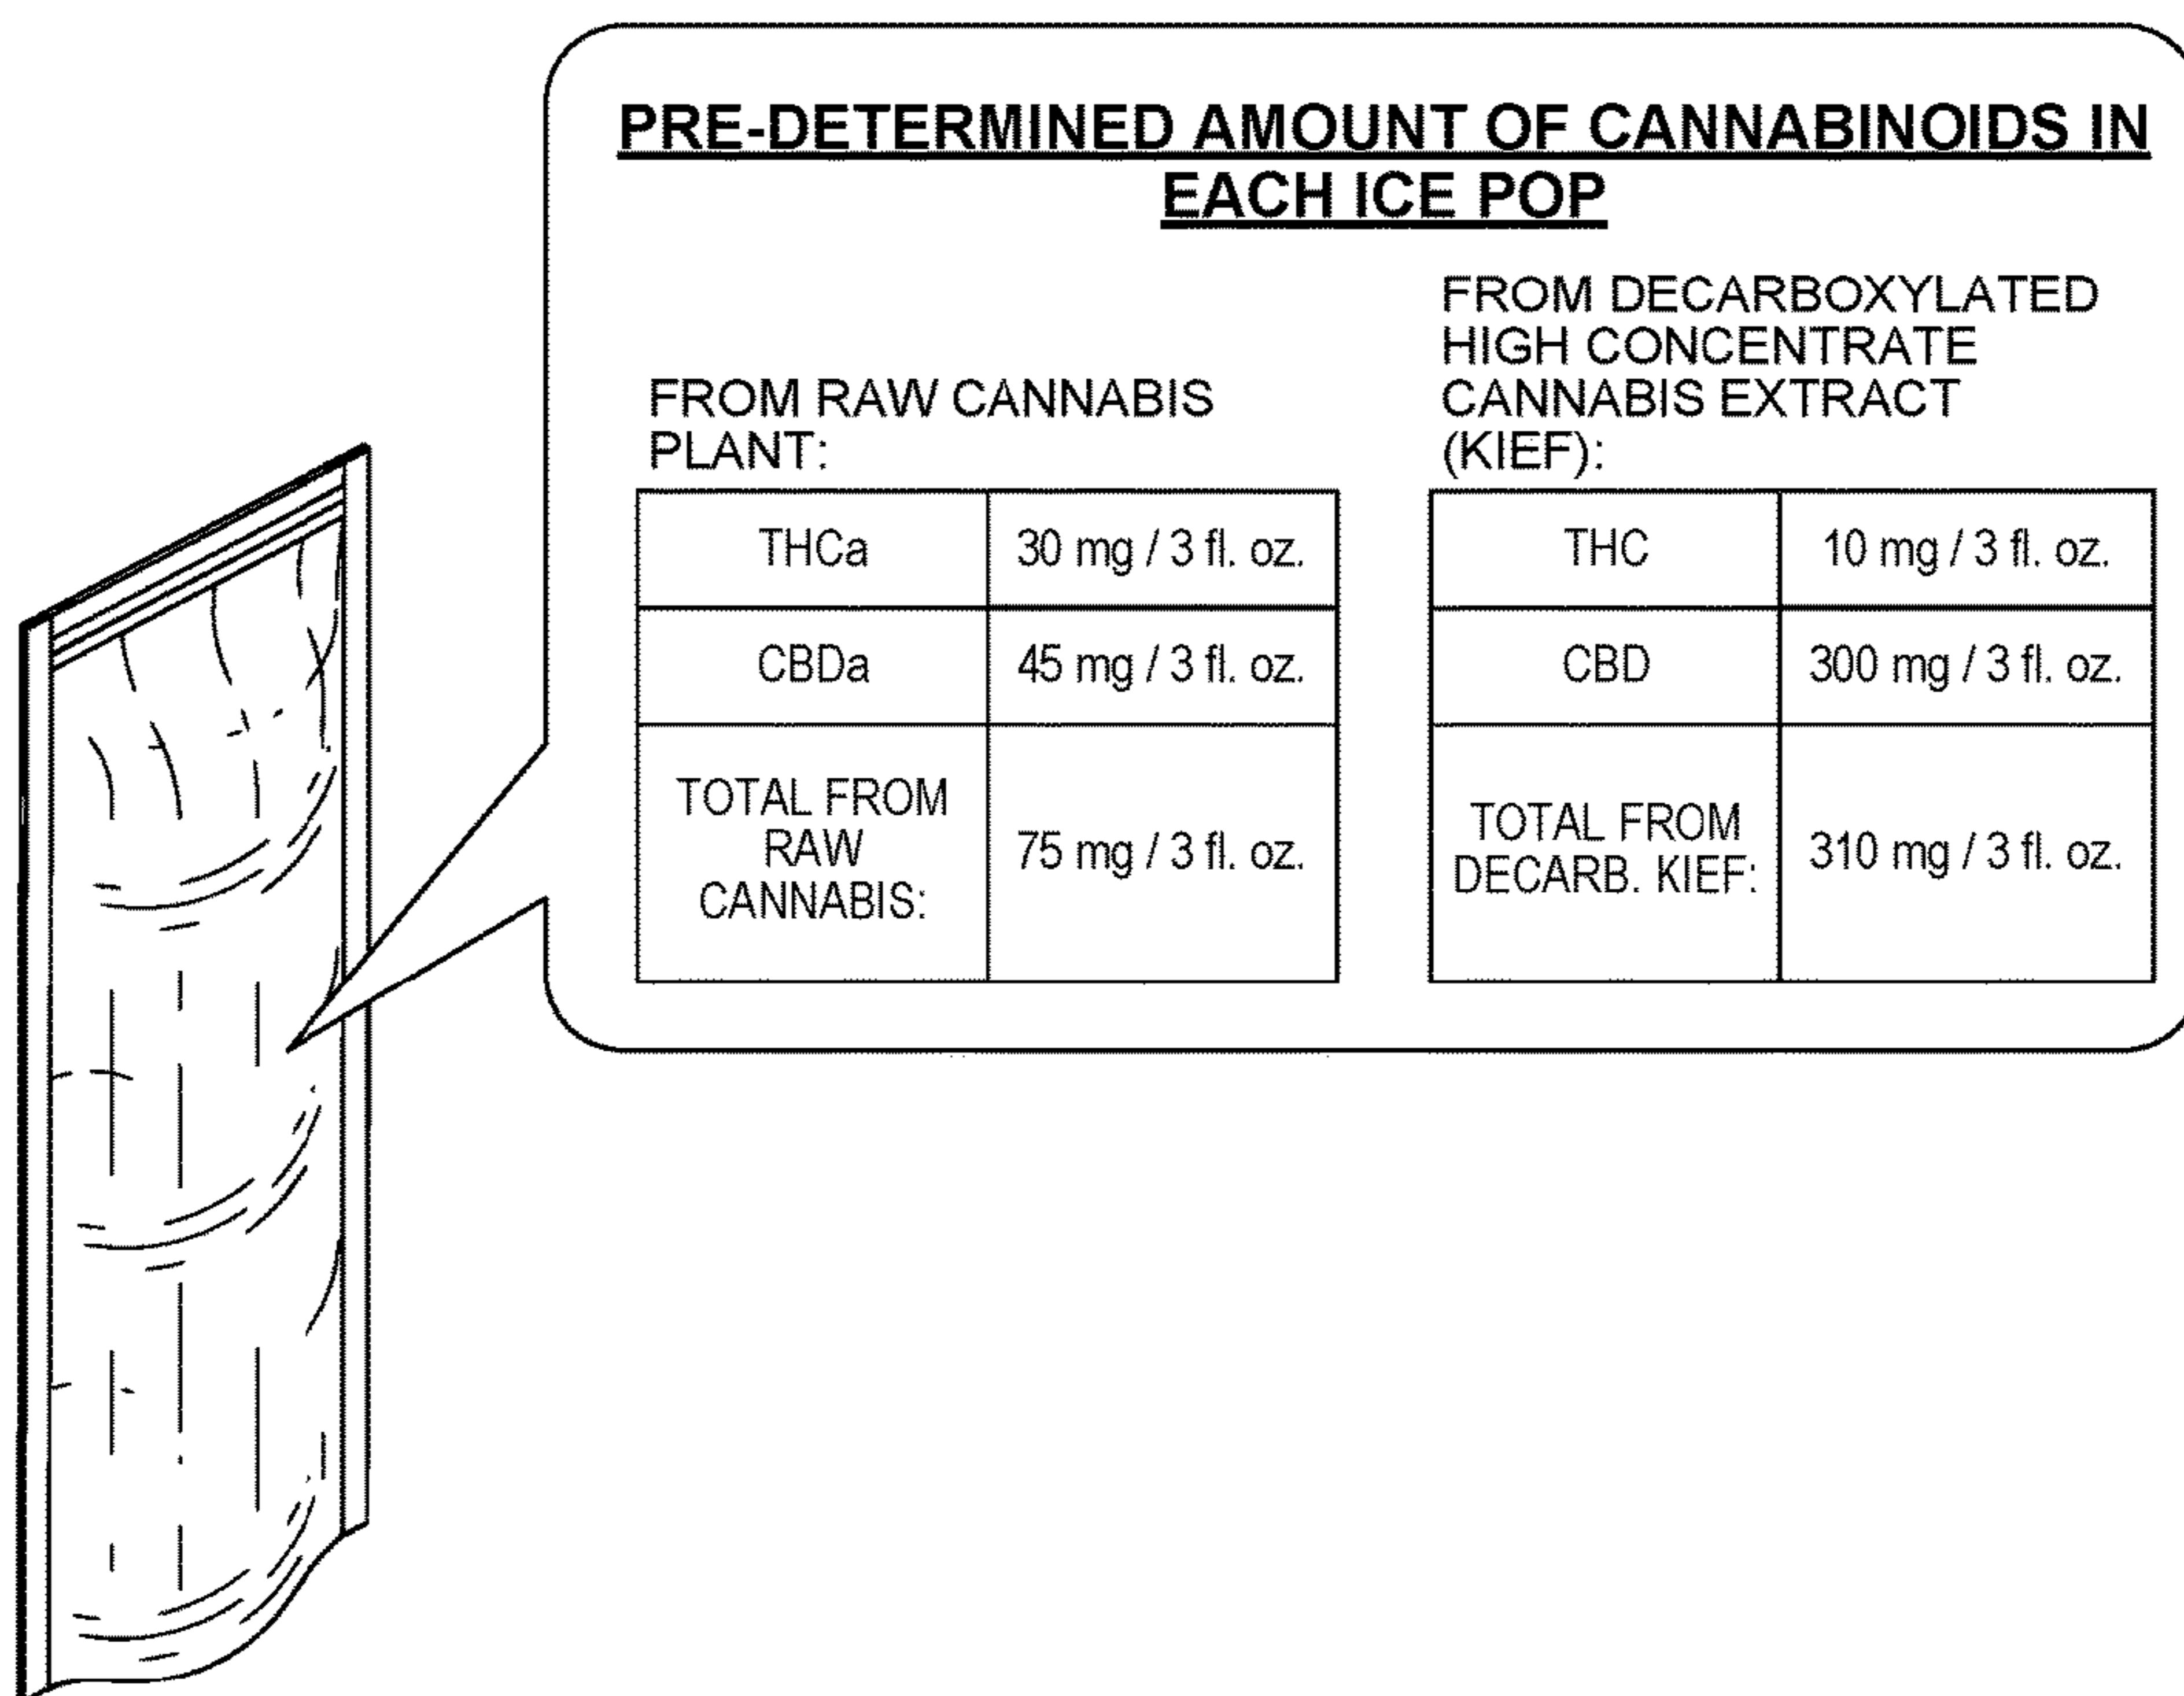 PRE-DETERMINED AMOUNT OF CANNABINOIDS IN
EACH ICE POP
FROM RAW CANNABIS
PLANT:
THCa 30 mg / 3 fl. oz.
CBDa 45 mg / 3 fl. oz.
TOTAL FROM
RAW
CANNABIS:
75 mg / 3 fl. oz.
FROM DECARBOXYLATED
HIGH CONCENTRATE
CANNABIS EXTRACT
(KIEF):
THC 10 mg / 3 fl. oz.
CBD 300 mg / 3 fl. oz.
TOTAL FROM
DECARB. KIEF:
310 mg / 3 fl. oz.